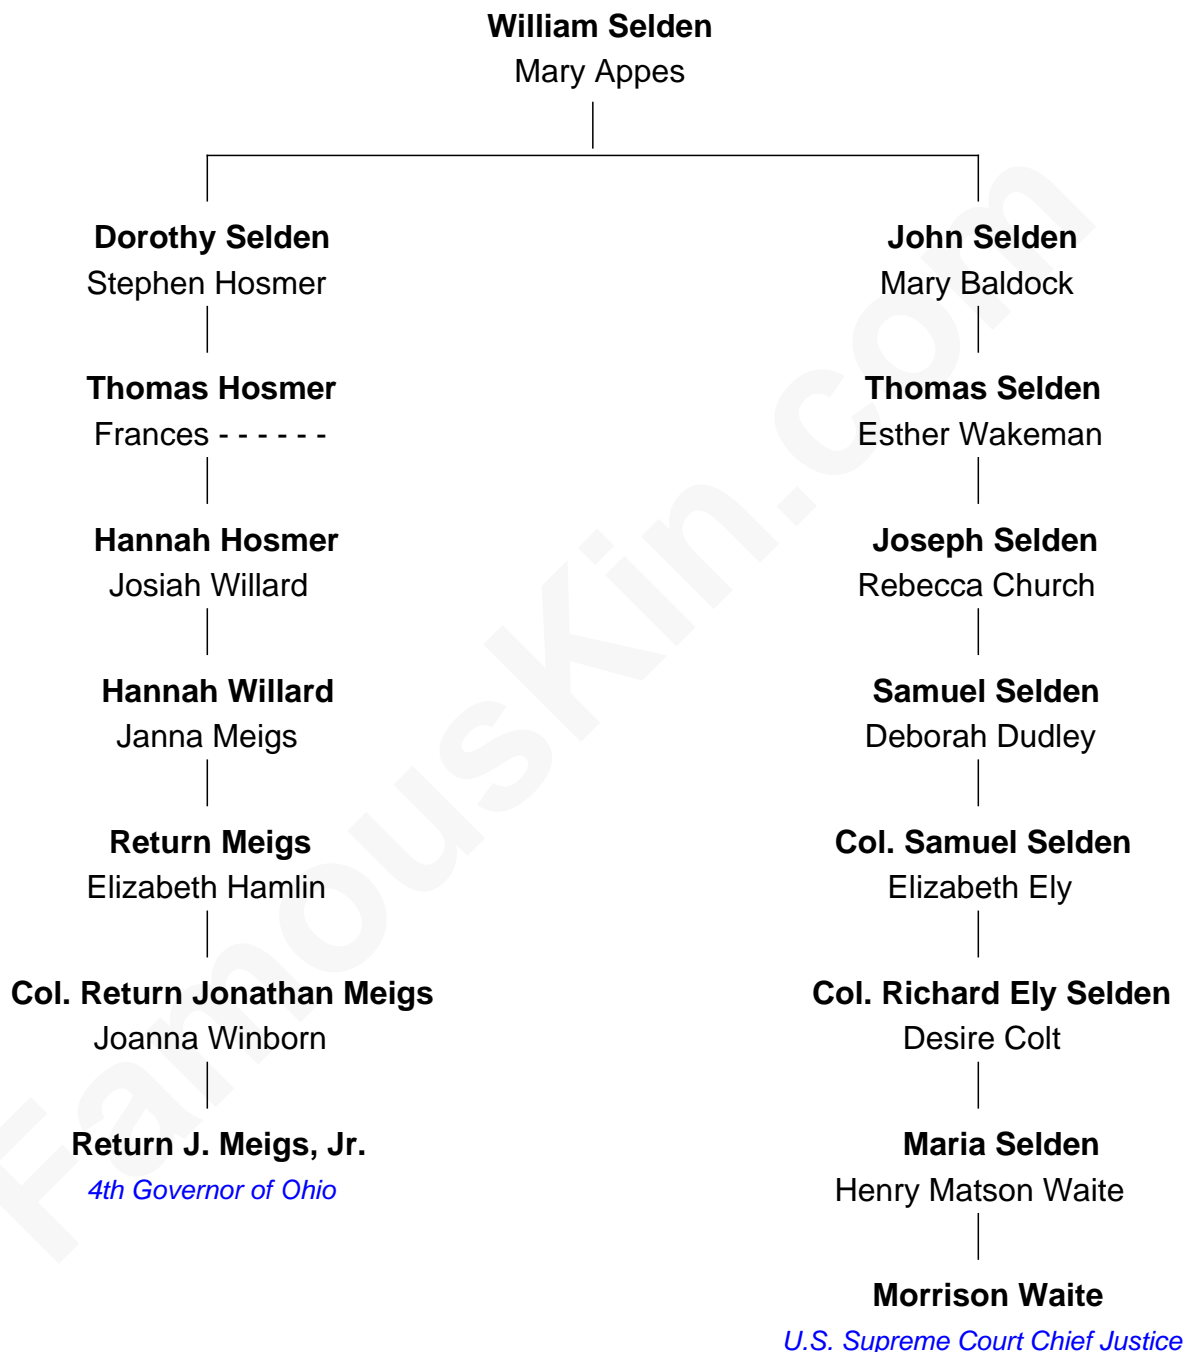 William Selden
Mary Appes
Dorothy Selden
Stephen Hosmer
John Selden
Mary Baldock
Thomas Hosmer
Frances - - - - - -
Thomas Selden
Esther Wakeman
Hannah Hosmer
Josiah Willard
Joseph Selden
Rebecca Church
Hannah Willard
Janna Meigs
Samuel Selden
Deborah Dudley
Return Meigs
Elizabeth Hamlin
Col. Samuel Selden
Elizabeth Ely
Col. Return Jonathan Meigs
Joanna Winborn
Col. Richard Ely Selden
Desire Colt
Return J. Meigs, Jr.
4th Governor of Ohio
Maria Selden
Henry Matson Waite
Morrison Waite
U.S. Supreme Court Chief Justice
FamousKin.com